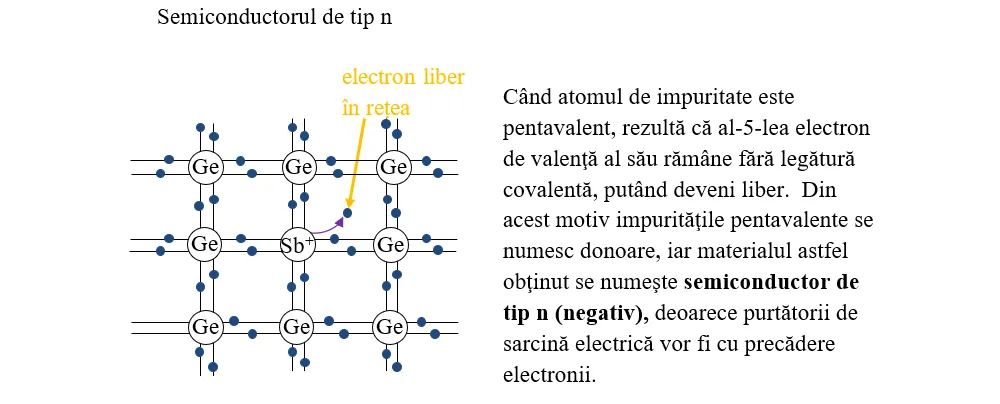 Semiconductorul de tip n
electron liber
în rețea
Ge Ge Ge
Ge Sb+ Ge
Ge Ge Ge
Când atomul de impuritate este
pentavalent, rezultă că al-5-lea electron
de valenţă al său rămâne fără legătură
covalentă, putând deveni liber. Din
acest motiv impurităţile pentavalente se
numesc donoare, iar materialul astfel
obţinut se numeşte semiconductor de
tip n (negativ), deoarece purtătorii de
sarcină electrică vor fi cu precădere
electronii.